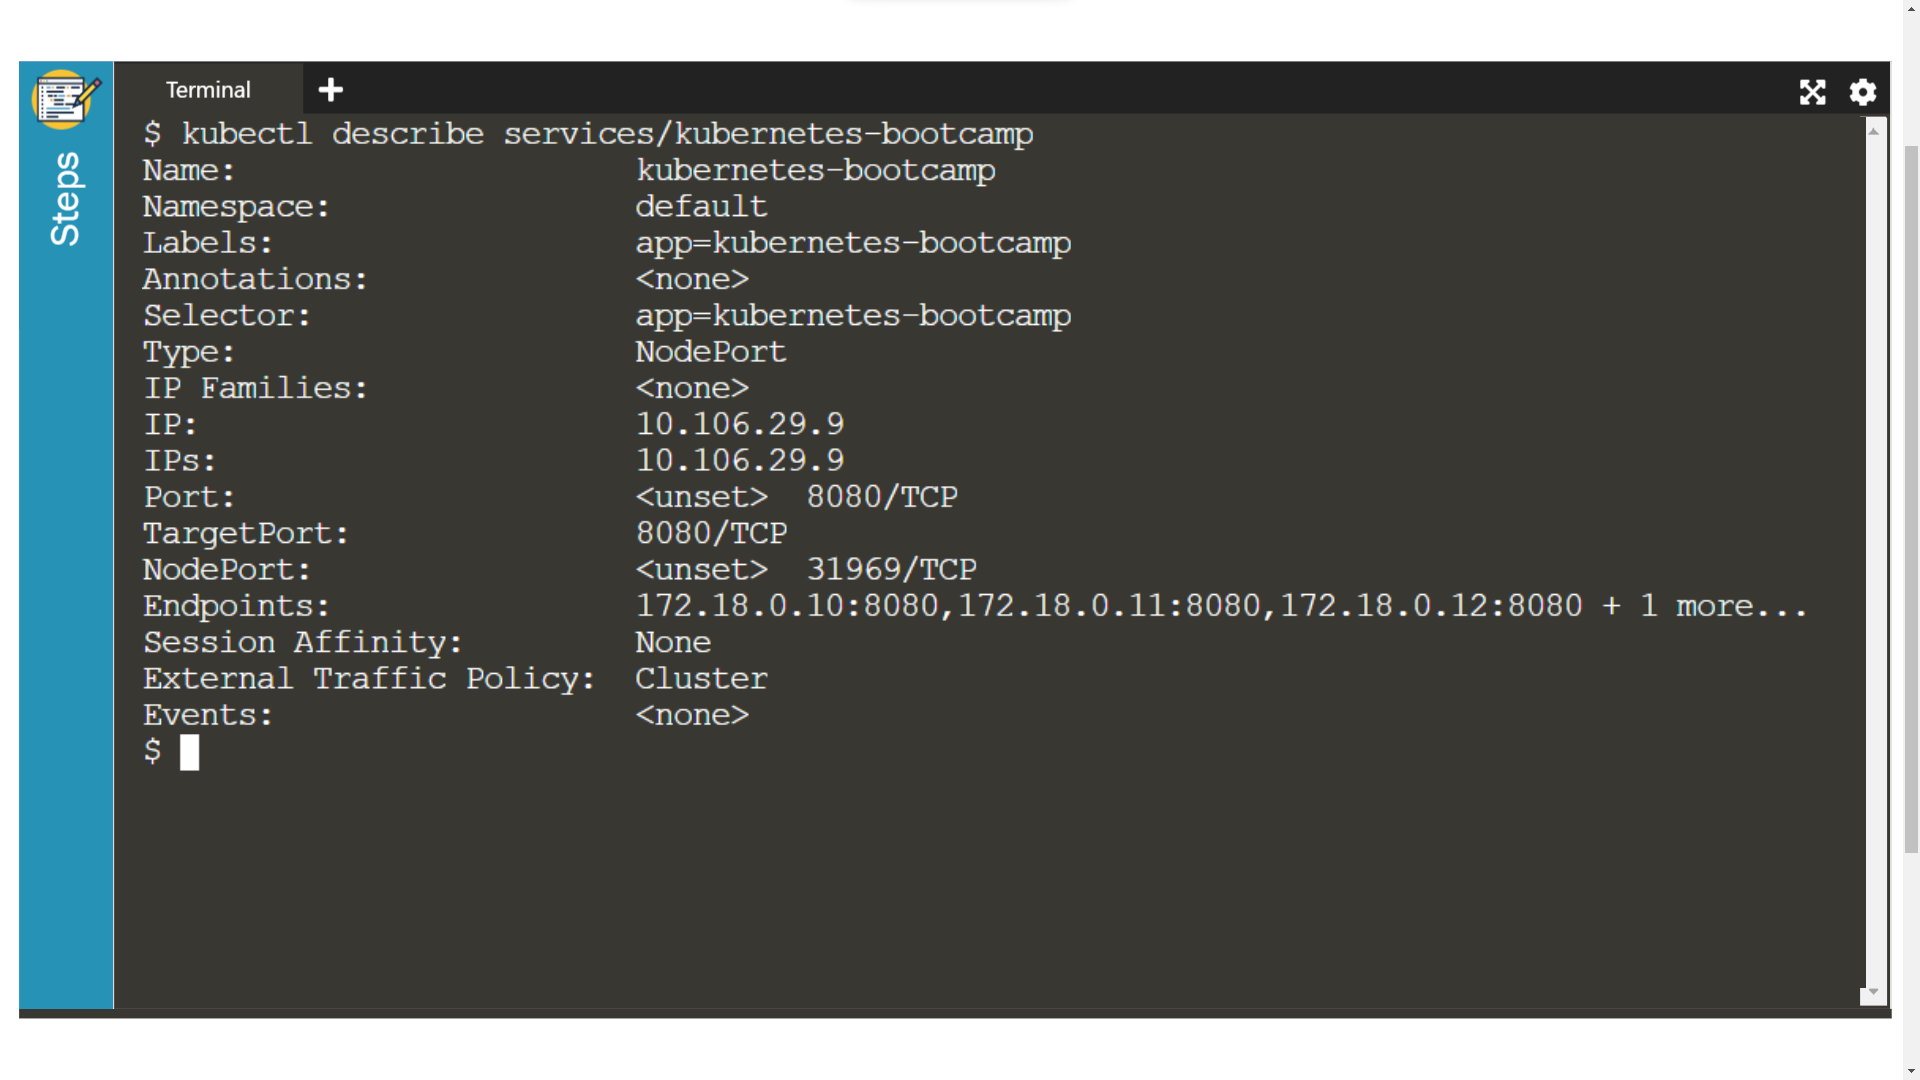 Terminal
Steps
$ kubectl describe services/kubernetes-bootcamp
Name: kubernetes-bootcamp
Namespace: default
Labels: app=kubernetes-bootcamp
Annotations: <none>
Selector: app=kubernetes-bootcamp
Type: NodePort
IP Families: <none>
IP: 10.106.29.9
IPs: 10.106.29.9
Port: <unset> 8080/TCP
TargetPort: 8080/TCP
NodePort: <unset> 31969/TCP
Endpoints: 172.18.0.10:8080,172.18.0.11:8080,172.18.0.12:8080 + 1 more...
Session Affinity: None
External Traffic Policy: Cluster
Events: <none>
$